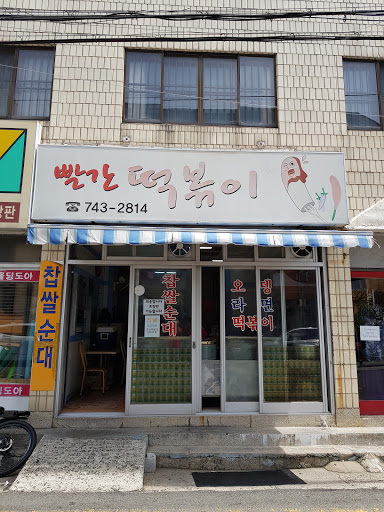 빨간 떡볶이
☎ 743-2814
찹쌀순대
찹쌀순대
오뎅
라면
떡볶이